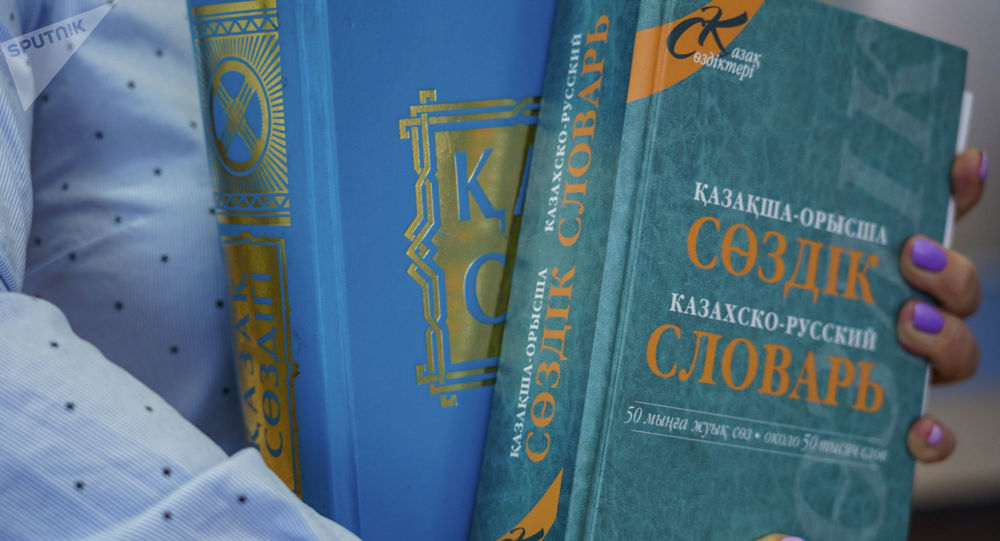 SPUTNIK
ҚАЗАҚ
СӨЗДІГІ
Қ
С
ҚАЗАҚША-ОРЫСША
СӨЗДІК
КАЗАХСКО-РУССКИЙ
СЛОВАРЬ
Қазақ
Сөздіктері
ҚАЗАҚША-ОРЫСША
СӨЗДІК
КАЗАХСКО-РУССКИЙ
СЛОВАРЬ
50 мыңға жуық сөз • около 50 тысяч слов